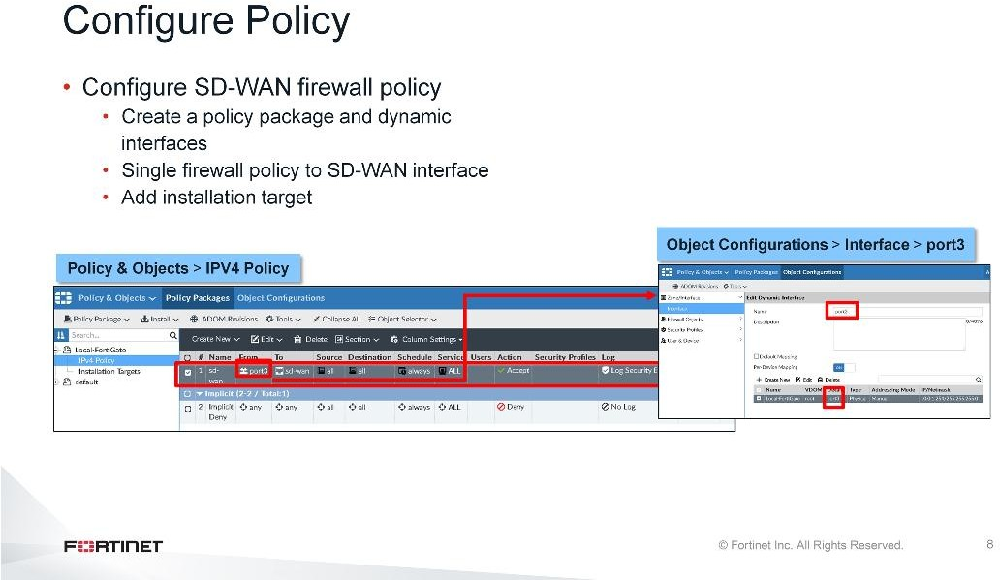 Configure Policy
• Configure SD-WAN firewall policy
• Create a policy package and dynamic
interfaces
• Single firewall policy to SD-WAN interface
• Add installation target
Object Configurations > Interface > port3
Policy & Objects > IPV4 Policy
Policy & Objects Policy Packages Object Configurations
Policy Package Install ADOM Revisions Tools Collapse All Object Selector
Search...
Create New Edit Delete Section Column Settings
Local-FortiGate
IPv4 Policy
Installation Targets
default
# Name From To Source Destination Schedule Service Users Action Security Profiles Log
1 sd-wan port3 sd-wan all all always ALL Accept Log Security E
Implicit (2-2 / Total:1)
2 Implicit Deny any any all all always ALL Deny No Log
Policy & Objects Policy Packages Object Configurations
ADOM Revisions Tools
Zone/Interface
Interface
Firewall Objects
Security Profiles
User & Device
Edit Dynamic Interface
Name port3
Description
0/4096
Default Mapping
Per-Device Mapping ON
Create New Edit Delete
Name VDOM Details Type Addressing Mode IP/Netmask
Local-FortiGate root port3 Physical Manual
FORTINET
© Fortinet Inc. All Rights Reserved.
8